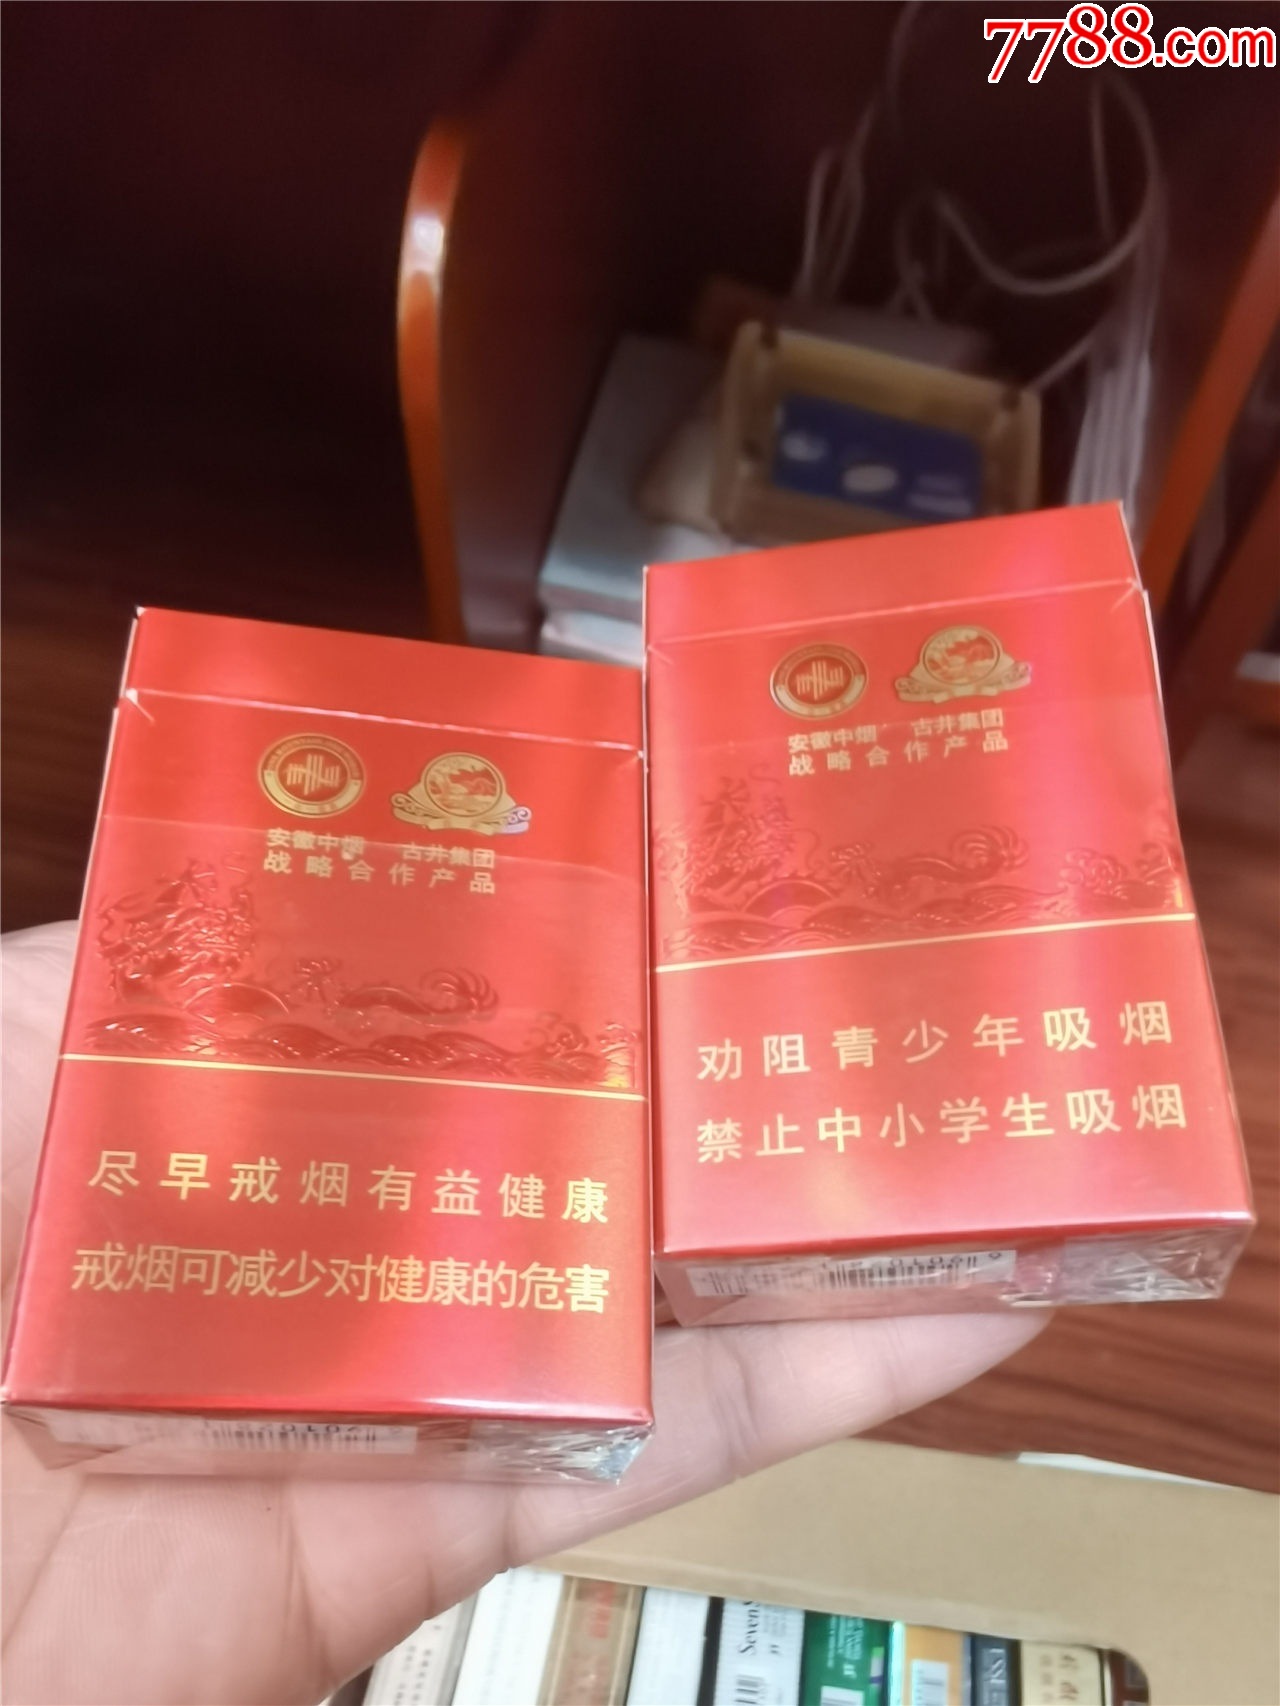 7788.com
安徽中烟 古井集团
战略合作产品
尽早戒烟有益健康
戒烟可减少对健康的危害
安徽中烟 古井集团
战略合作产品
劝阻青少年吸烟
禁止中小学生吸烟